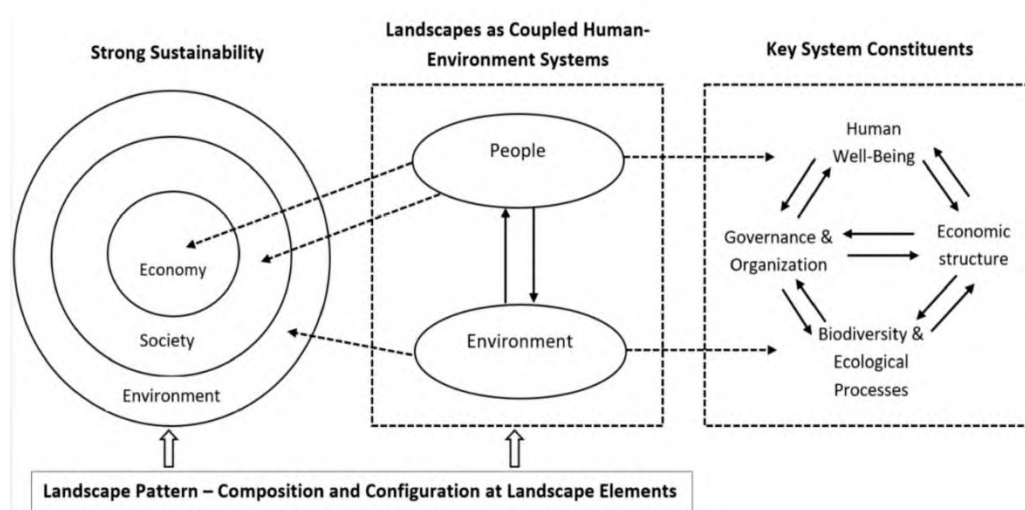 Strong Sustainability
Landscapes as Coupled Human-
Environment Systems
Key System Constituents
Economy
Society
Environment
People
Environment
Human
Well-Being
Governance &
Organization
Economic
structure
Biodiversity &
Ecological
Processes
Landscape Pattern – Composition and Configuration at Landscape Elements